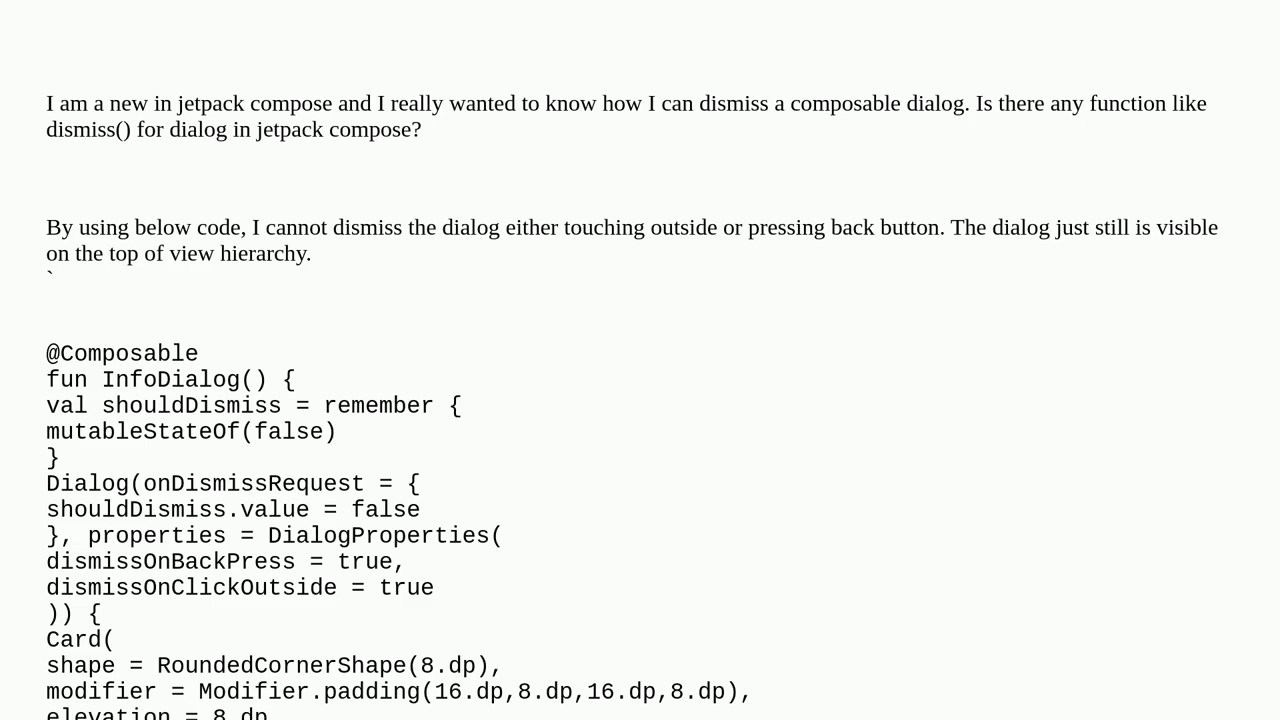 I am a new in jetpack compose and I really wanted to know how I can dismiss a composable dialog. Is there any function like
dismiss() for dialog in jetpack compose?
By using below code, I cannot dismiss the dialog either touching outside or pressing back button. The dialog just still is visible
on the top of view hierarchy.
`
@Composable
fun InfoDialog() {
val shouldDismiss = remember {
mutableStateOf(false)
}
Dialog(onDismissRequest = {
shouldDismiss.value = false
}, properties = DialogProperties(
dismissOnBackPress = true,
dismissOnClickOutside = true
)) {
Card(
shape = RoundedCornerShape(8.dp),
modifier = Modifier.padding(16.dp,8.dp,16.dp,8.dp),
elevation = 8.dp